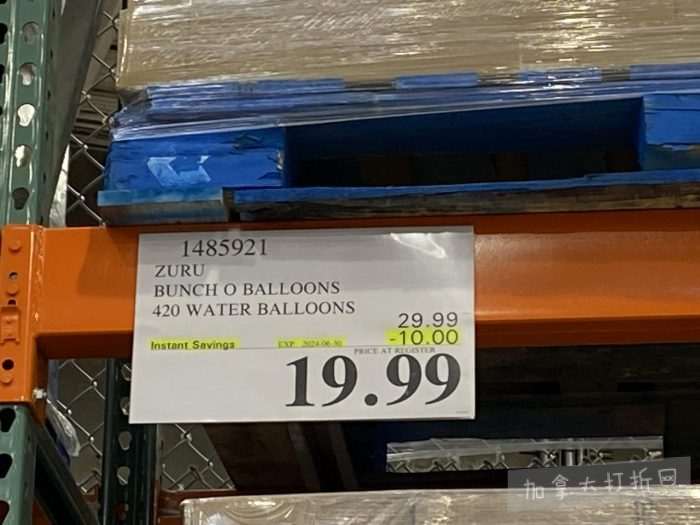 1485921
ZURU
BUNCH O BALLOONS
420 WATER BALLOONS
29.99
Instant Savings EXP. 2024-06-30 -10.00
PRICE AT REGISTER
19.99
加拿大打折网